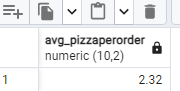 avg_pizzaperorder
numeric (10,2)
1 2.32